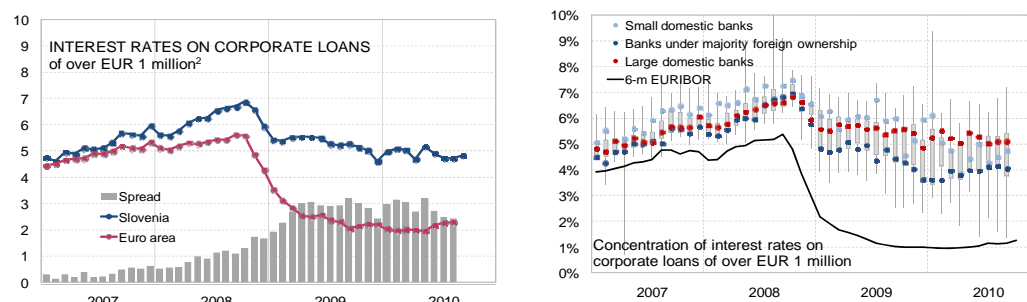 10
9
8
7
6
5
4
3
2
1
0
INTEREST RATES ON CORPORATE LOANS
of over EUR 1 million2
Spread
Slovenia
Euro area
2007 2008 2009 2010
10%
9%
8%
7%
6%
5%
4%
3%
2%
1%
0%
Small domestic banks
Banks under majority foreign ownership
Large domestic banks
6-m EURIBOR
Concentration of interest rates on
corporate loans of over EUR 1 million
2007 2008 2009 2010